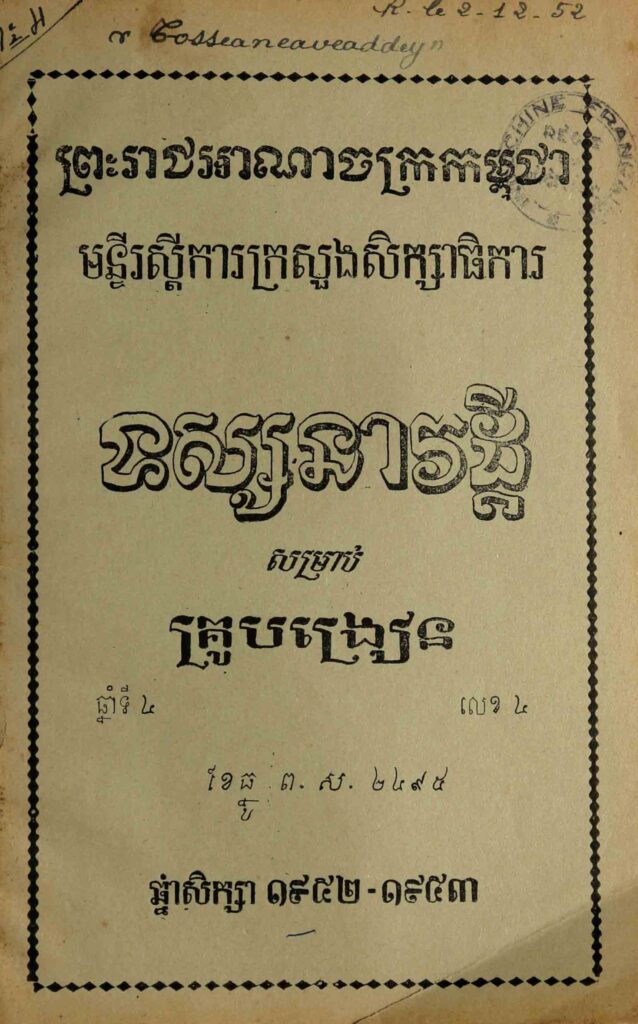 R. le 2-12-52
r Tosseaneaveaddey
ព្រះរាជអាណាចក្រកម្ពុជា
មន្ទីរស្តីការក្រសួងសិក្សាធិការ
ទស្សនាវដ្តី
សម្រាប់
គ្រូបង្រៀន
ឆ្នាំទី ៤ លេខ ៤
ខែធ្នូ ព. ស. ២៤៩៥
ឆ្នាំសិក្សា ១៩៥២-១៩៥៣